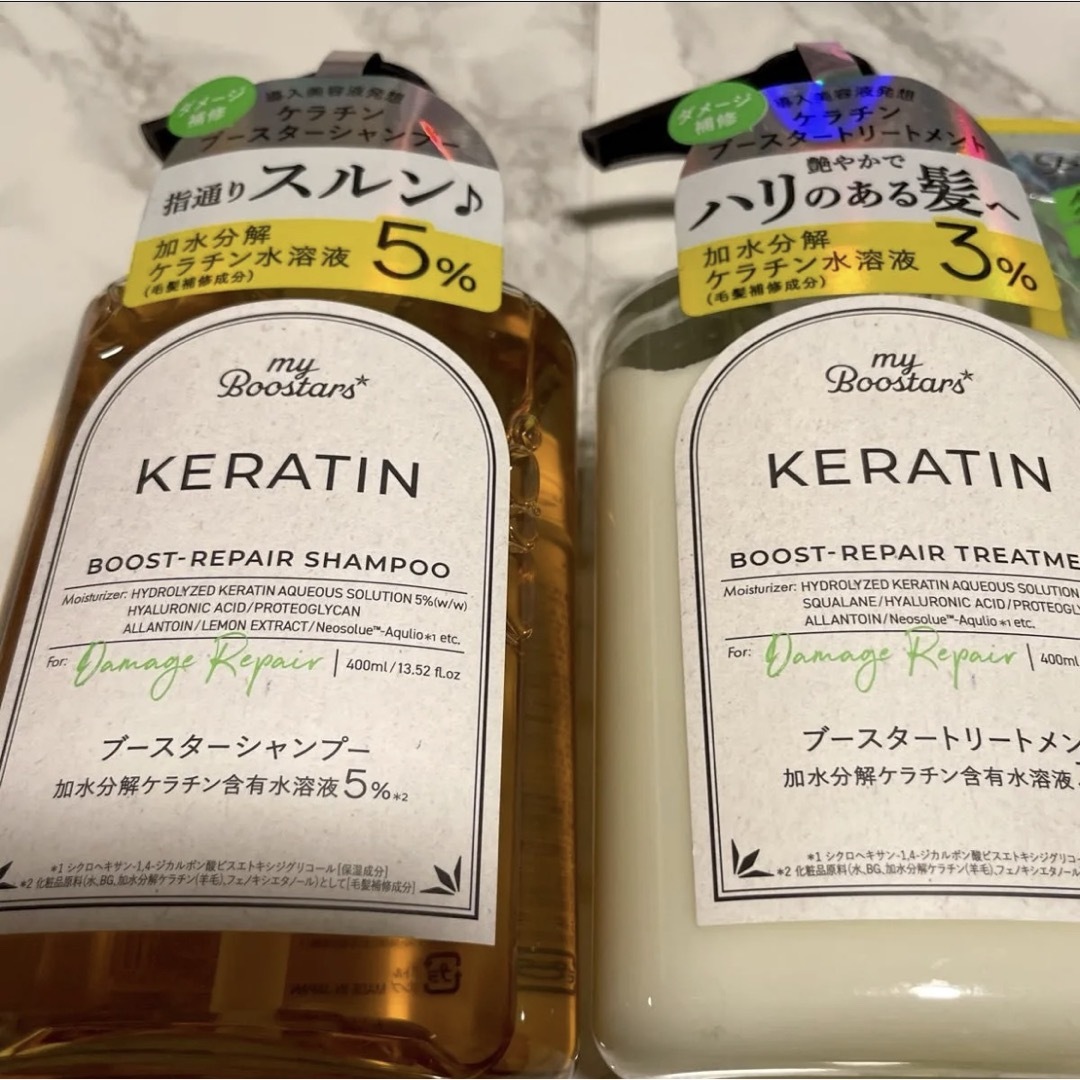 ダメージ
補修
導入美容液発想
ケラチン
ブースターシャンプー
指通りスルン♪
加水分解
ケラチン水溶液 5%
(毛髪補修成分)
my
Boostars*
KERATIN
BOOST-REPAIR SHAMPOO
Moisturizer: HYDROLYZED KERATIN AQUEOUS SOLUTION 5%(w/w)
HYALURONIC ACID/PROTEOGLYCAN
ALLANTOIN/LEMON EXTRACT/Neosolue™-Aqulio*1 etc.
For: Damage Repair 400ml/13.52 fl.oz
ブースターシャンプー
加水分解ケラチン含有水溶液5%*2
*1 シクロヘキサン-1,4-ジカルボン酸ビスエトキシジグリコール[保湿成分]
*2 化粧品原料(水、BG、加水分解ケラチン(羊毛)、フェノキシエタノール)として[毛髪補修成分]
ダメージ
補修
導入美容液発想
ケラチン
ブースタートリートメント
艶やかで
ハリのある髪へ
加水分解
ケラチン水溶液 3%
(毛髪補修成分)
my
Boostars*
KERATIN
BOOST-REPAIR TREATME
Moisturizer: HYDROLYZED KERATIN AQUEOUS SOLUTION
SQUALANE/HYALURONIC ACID/PROTEOGLY
ALLANTOIN/Neosolue™-Aqulio*1 etc.
For: Damage Repair 400ml
ブースタートリートメン
加水分解ケラチン含有水溶液
*1 シクロヘキサン-1,4-ジカルボン酸ビスエトキシジグリコー
*2 化粧品原料(水、BG、加水分解ケラチン(羊毛)、フェノキシエタノール